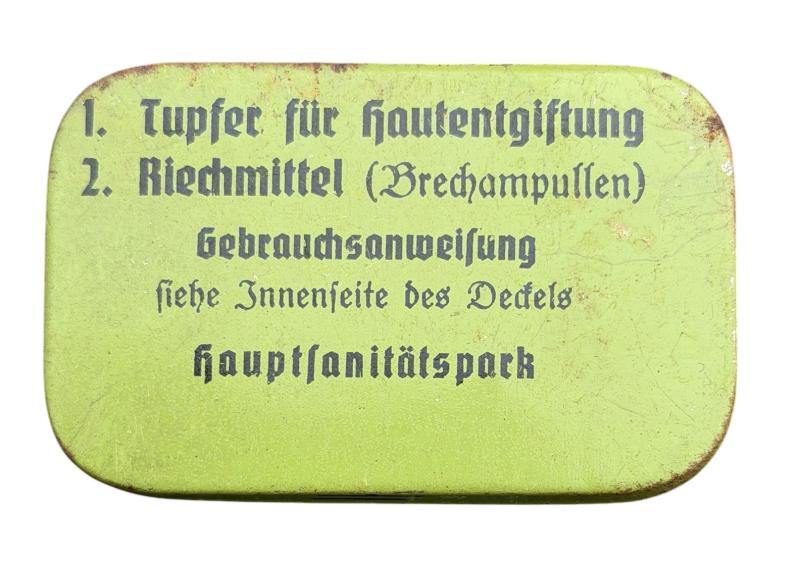 1. Tupfer für Hautentgiftung
2. Riechmittel (Brechampullen)
Gebrauchsanweiſung
ſiehe Innenſeite des Deckels
Hauptſanitätspark